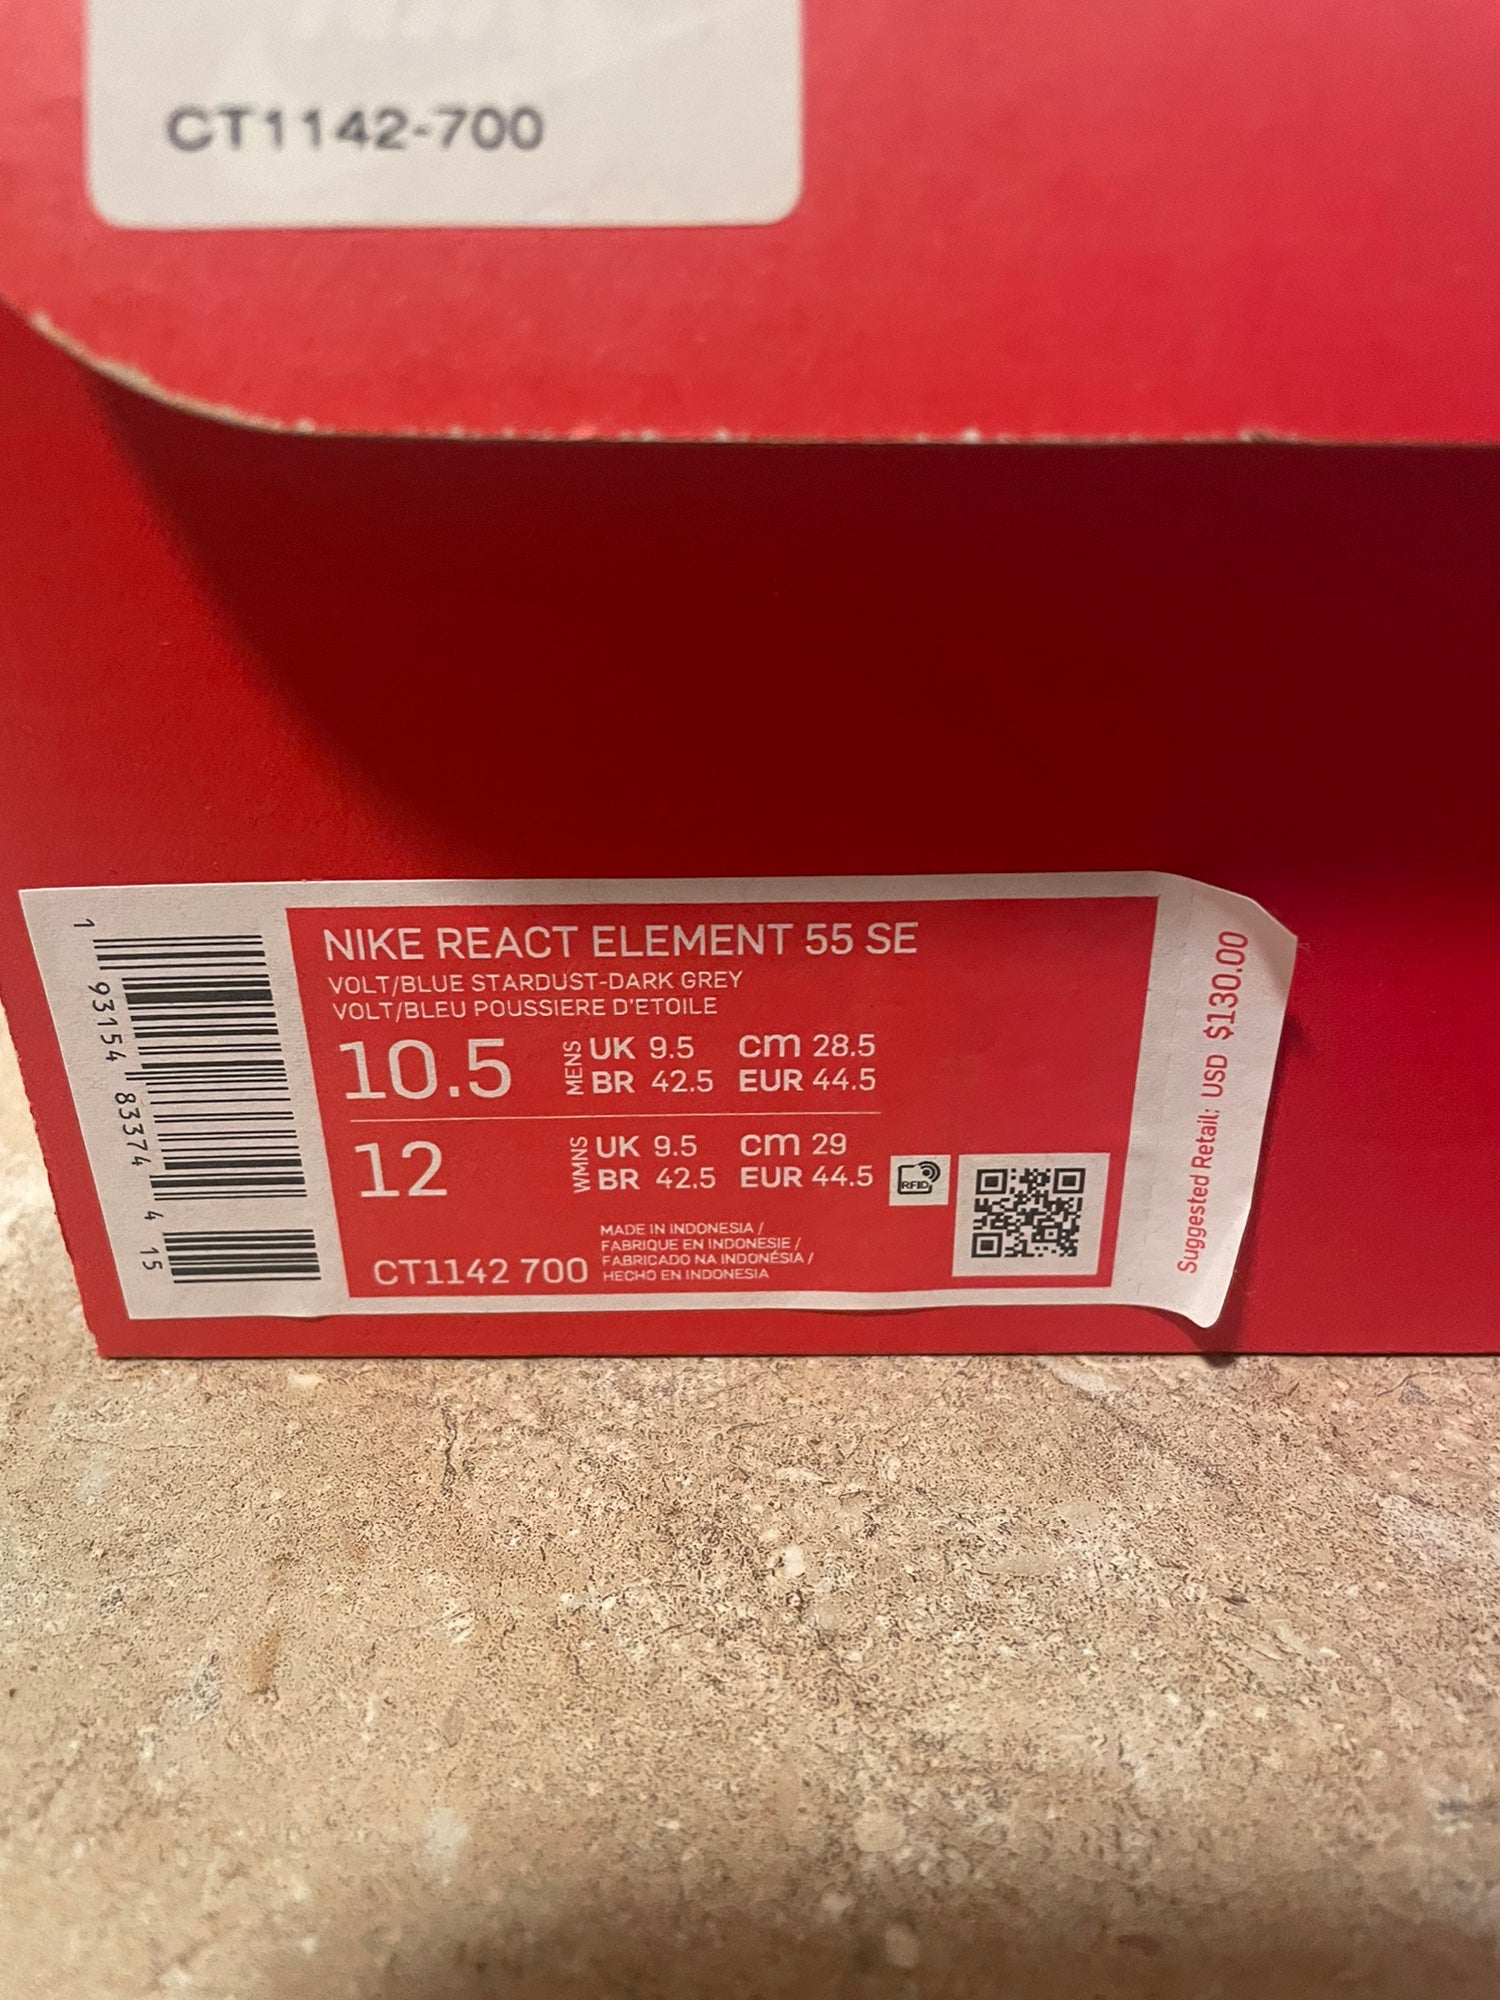 CT1142-700
NIKE REACT ELEMENT 55 SE
VOLT/BLUE STARDUST-DARK GREY
VOLT/BLEU POUSSIERE D'ETOILE
10.5 MENS UK 9.5 CM 28.5
BR 42.5 EUR 44.5
12 WMNS UK 9.5 CM 29
BR 42.5 EUR 44.5
RFID
MADE IN INDONESIA /
FABRIQUE EN INDONESIE /
FABRICADO NA INDONÉSIA /
HECHO EN INDONESIA
CT1142 700
1 93154 83374 4 15
Suggested Retail: USD $130.00